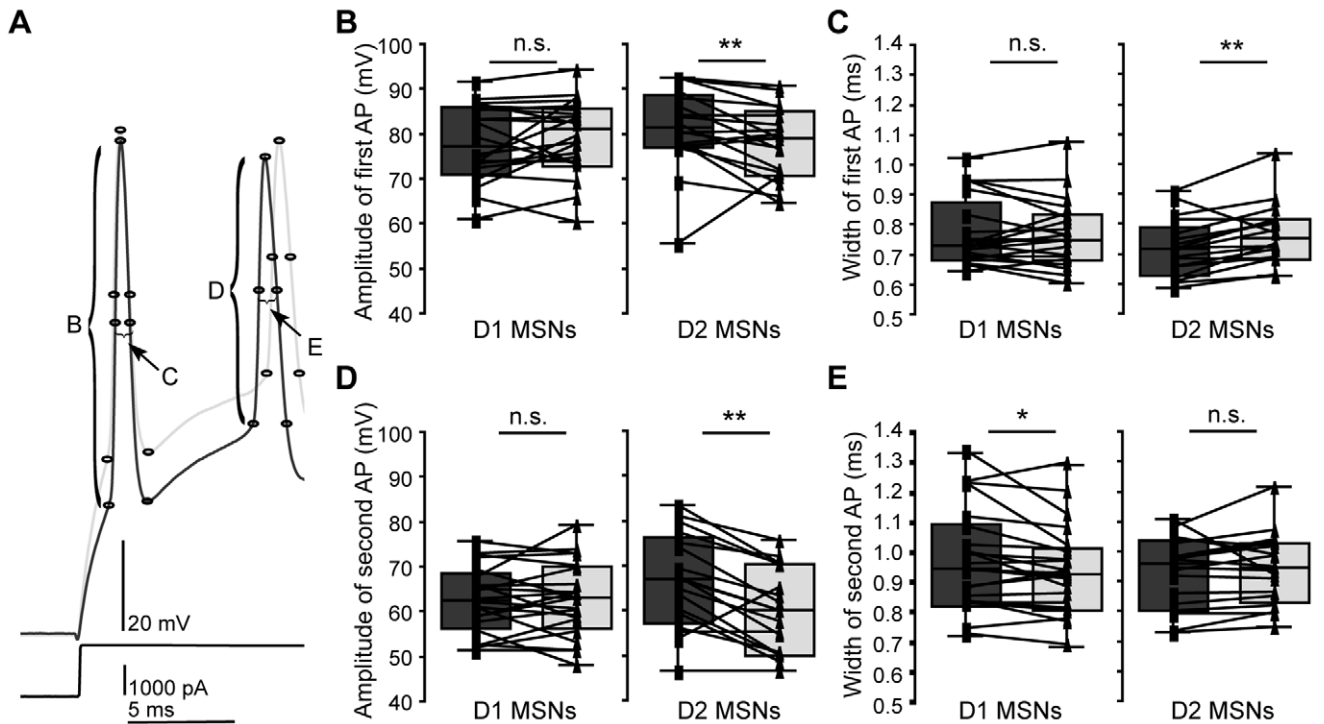 A
B
D
C
E
20 mV
1000 pA
5 ms
B
Amplitude of first AP (mV)
100
90
80
70
60
50
40
n.s.
**
D1 MSNs
D2 MSNs
C
Width of first AP (ms)
1.4
1.3
1.2
1.1
1.0
0.9
0.8
0.7
0.6
0.5
n.s.
**
D1 MSNs
D2 MSNs
D
Amplitude of second AP (mV)
100
90
80
70
60
50
40
n.s.
**
D1 MSNs
D2 MSNs
E
Width of second AP (ms)
1.4
1.3
1.2
1.1
1.0
0.9
0.8
0.7
0.6
0.5
*
n.s.
D1 MSNs
D2 MSNs